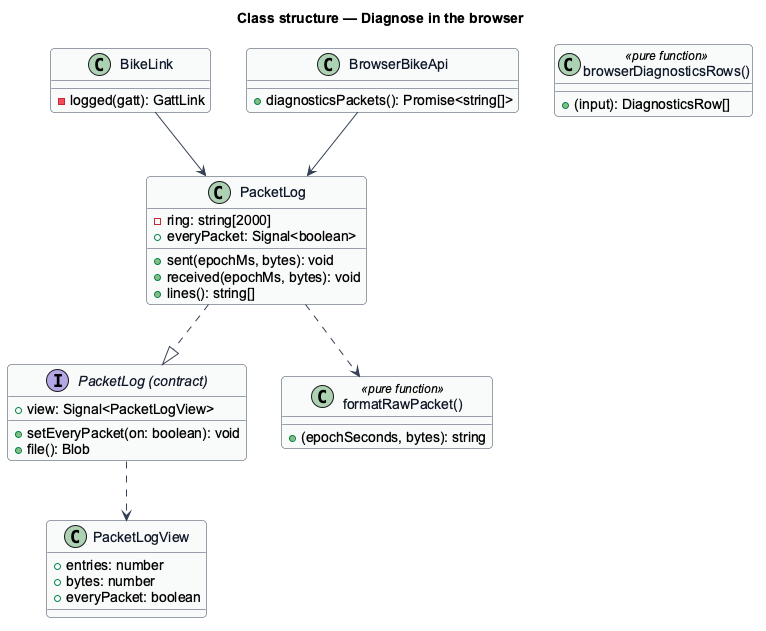 Class structure — Diagnose in the browser
C BikeLink
logged(gatt): GattLink
C BrowserBikeApi
diagnosticsPackets(): Promise<string[]>
C «pure function»
browserDiagnosticsRows()
(input): DiagnosticsRow[]
C PacketLog
ring: string[2000]
everyPacket: Signal<boolean>
sent(epochMs, bytes): void
received(epochMs, bytes): void
lines(): string[]
I PacketLog (contract)
view: Signal<PacketLogView>
setEveryPacket(on: boolean): void
file(): Blob
C «pure function»
formatRawPacket()
(epochSeconds, bytes): string
C PacketLogView
entries: number
bytes: number
everyPacket: boolean